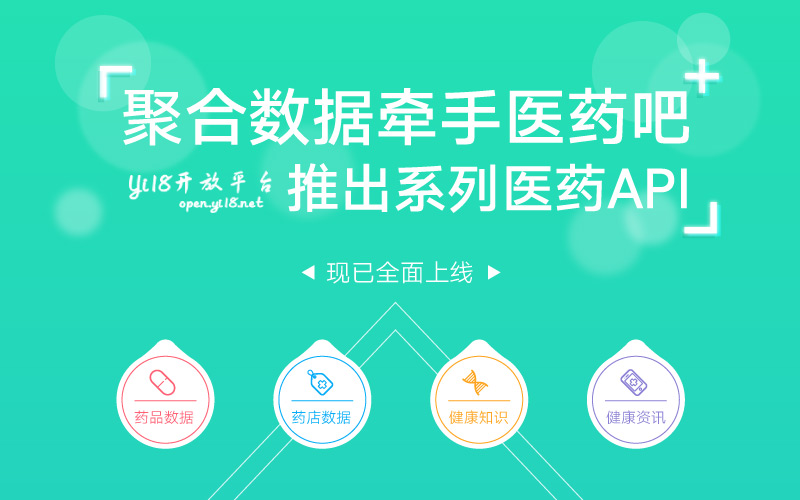 聚合数据牵手医药吧
yi18开放平台 推出系列医药API
open.yi18.net
现已全面上线
药品数据
药店数据
健康知识
健康资讯